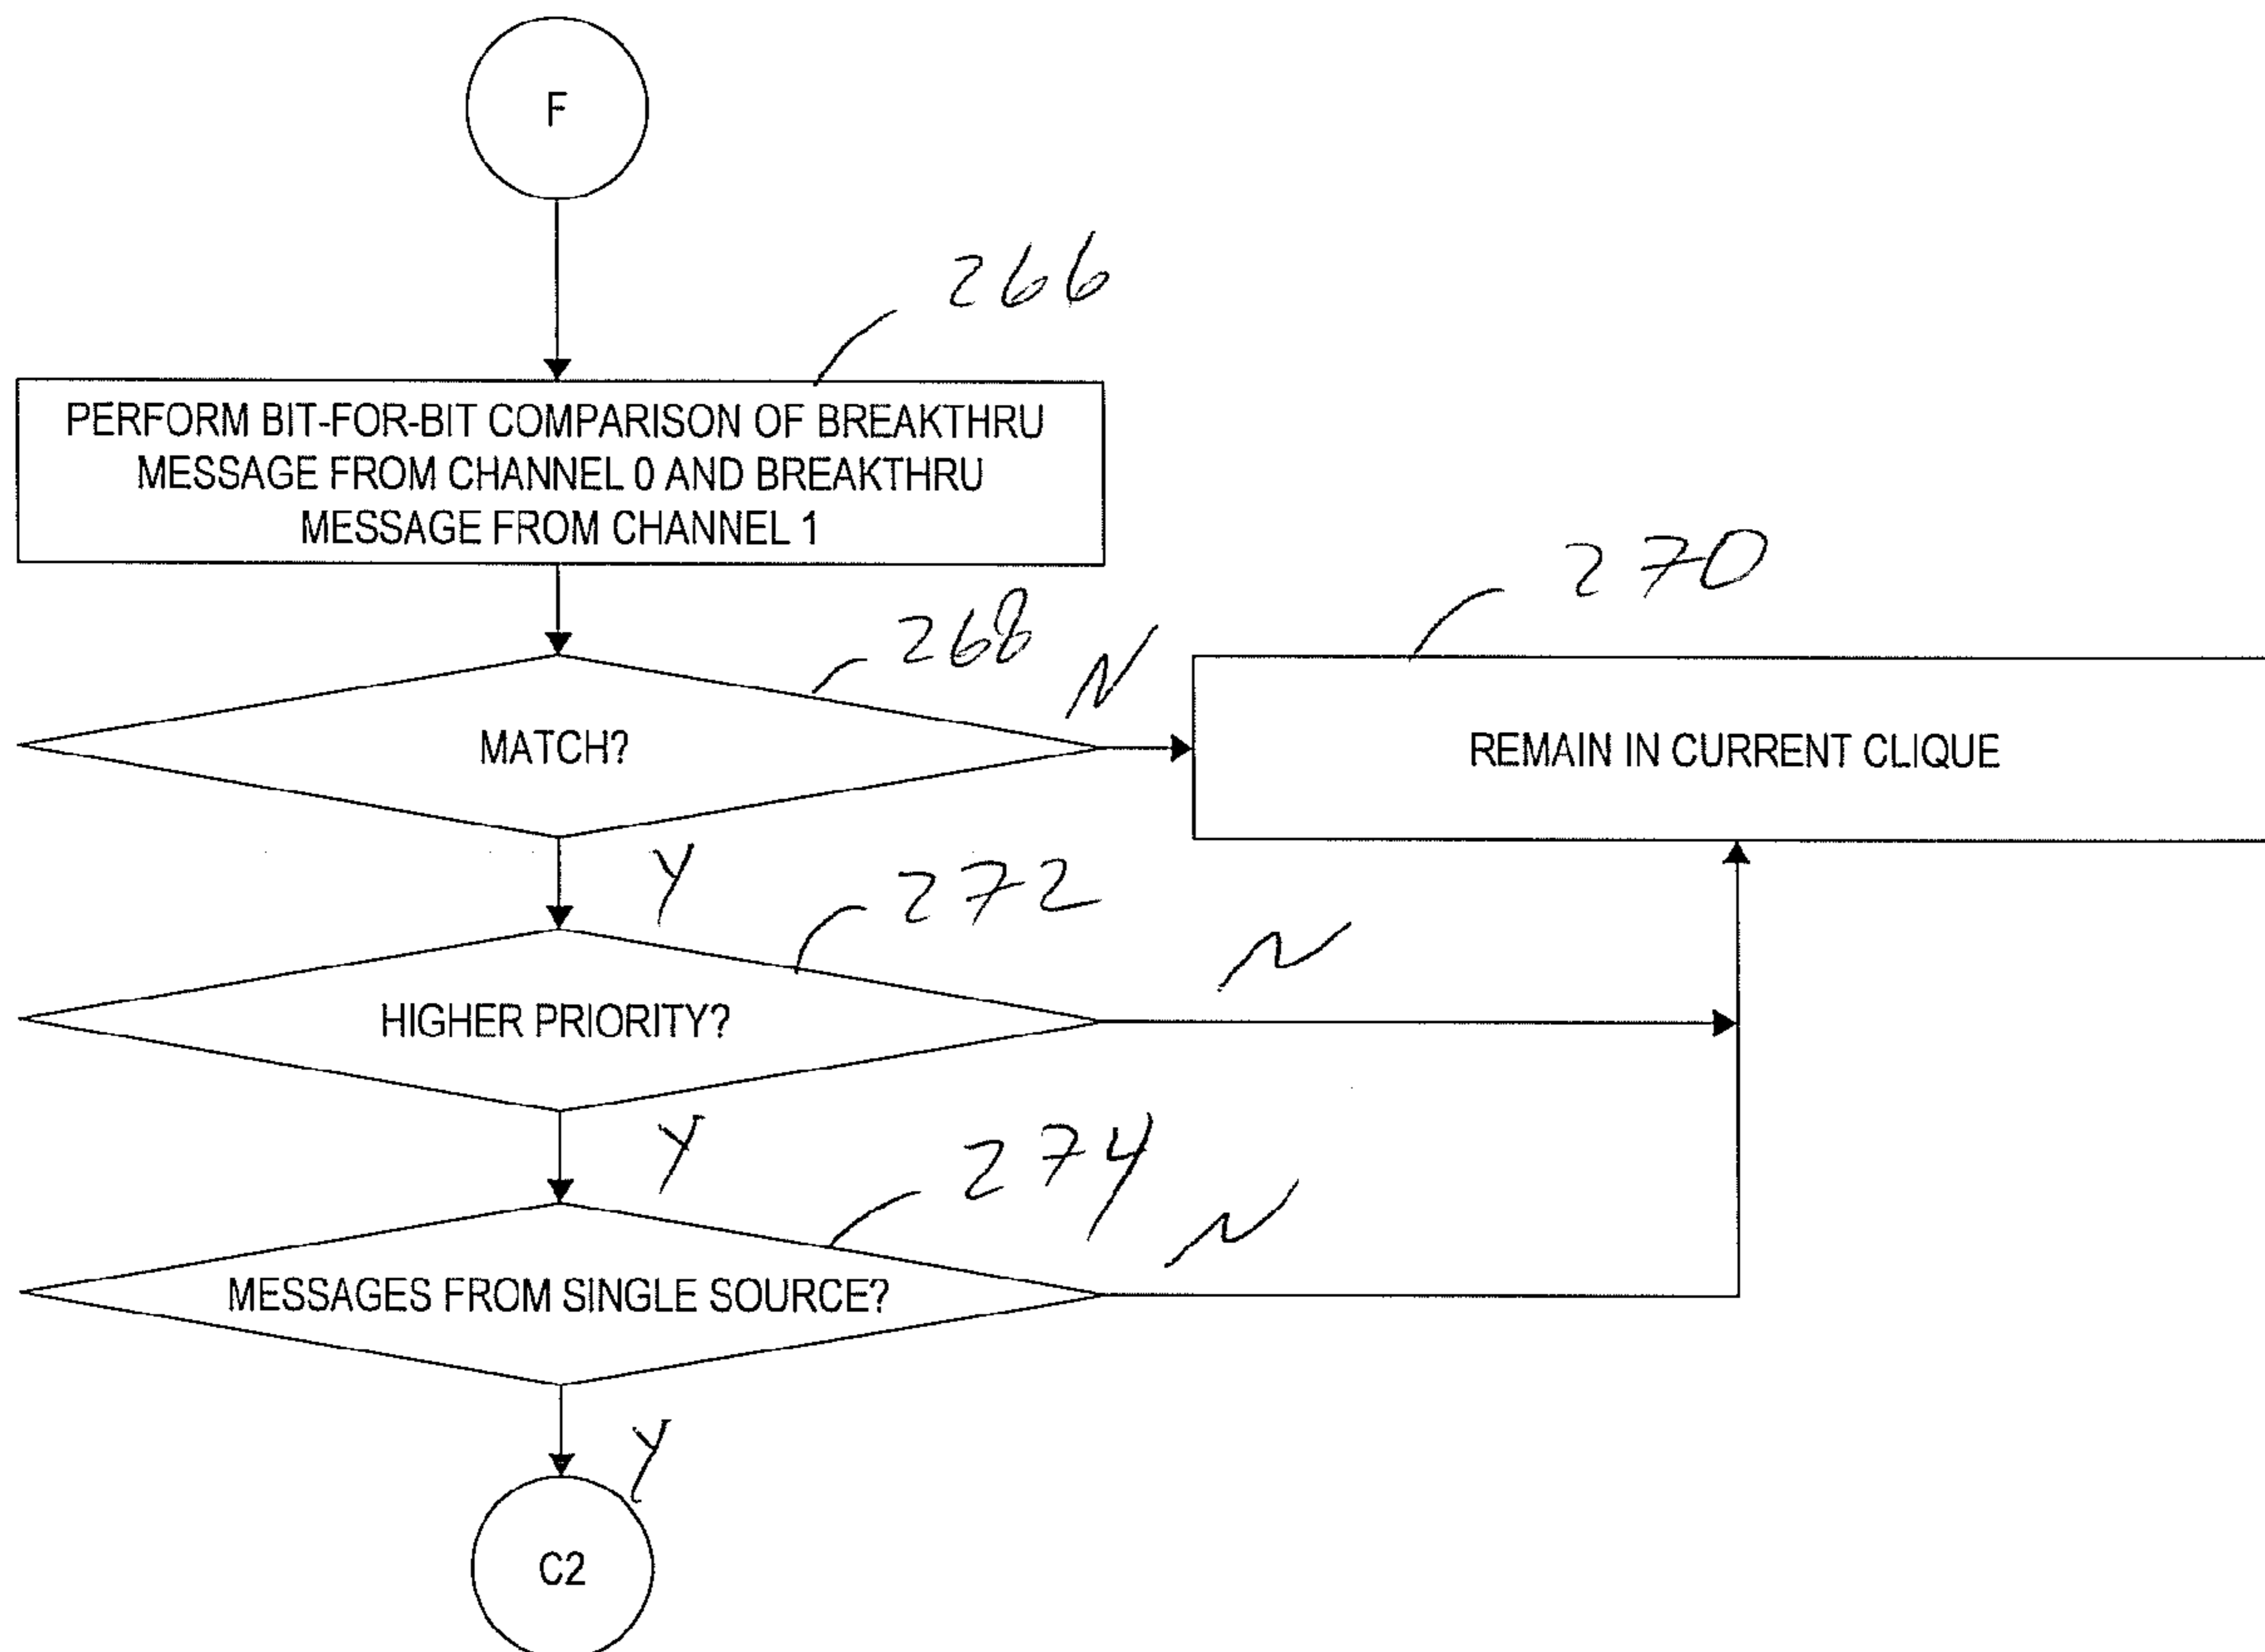 F
266
PERFORM BIT-FOR-BIT COMPARISON OF BREAKTHRU
MESSAGE FROM CHANNEL 0 AND BREAKTHRU
MESSAGE FROM CHANNEL 1
270
268
N
MATCH?
REMAIN IN CURRENT CLIQUE
Y
272
N
HIGHER PRIORITY?
Y
274
N
MESSAGES FROM SINGLE SOURCE?
Y
C2